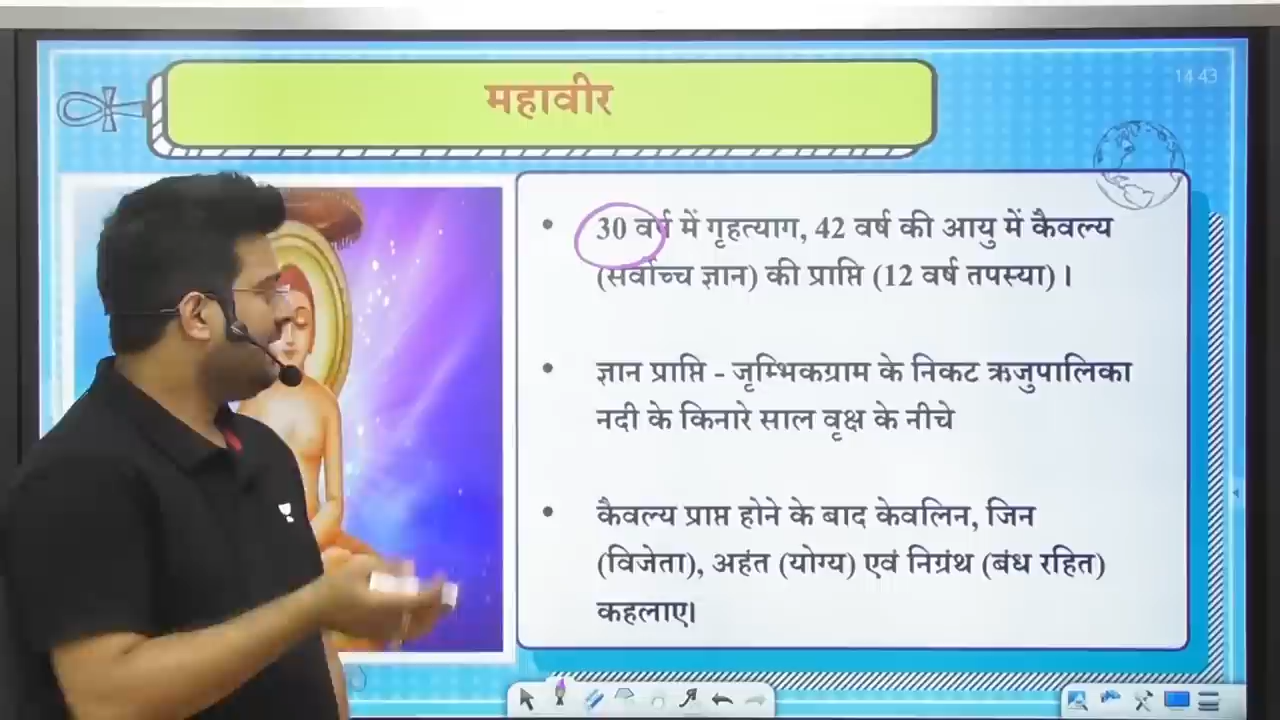 महावीर
14 43
30 वर्ष में गृहत्याग, 42 वर्ष की आयु में कैवल्य
(सर्वोच्च ज्ञान) की प्राप्ति (12 वर्ष तपस्या) ।
ज्ञान प्राप्ति - जृम्भिकग्राम के निकट ऋजुपालिका
नदी के किनारे साल वृक्ष के नीचे
कैवल्य प्राप्त होने के बाद केवलिन, जिन
(विजेता), अहंत (योग्य) एवं निग्रंथ (बंध रहित)
कहलाए।